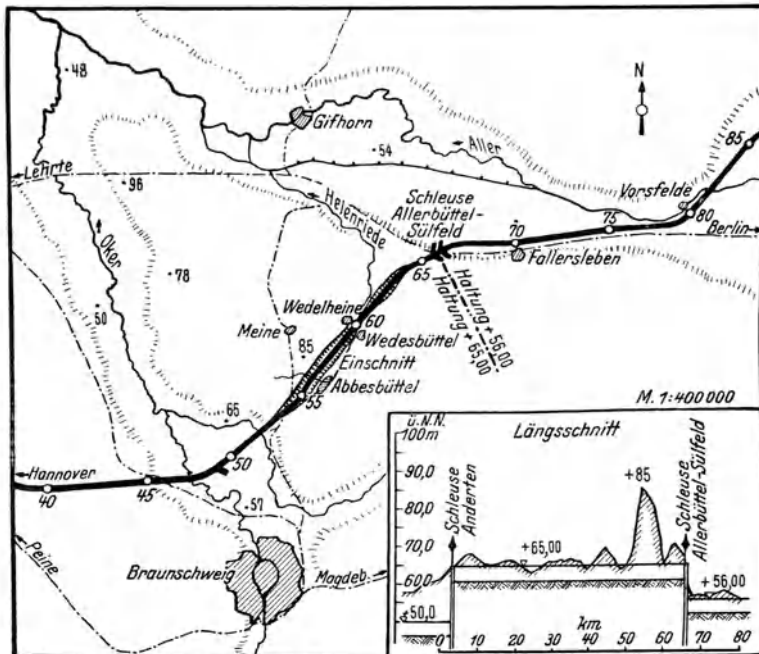 48
N
85
Gifhorn
54
Aller
Lehrte
96
Vorsfelde
Helenriede
Schleuse
Allerbüttel-
Sülfeld
70
75
80
Berlin
Oker
65
Fallersleben
78
50
Wedelheine
60
Haltung + 56,00
Haltung + 65,00
Meine
85
Wedesbüttel
Einschnitt
Abbesbüttel
55
65
M. 1:400000
Hannover
50
40
45
57
Peine
Braunschweig
Magdeb.
ü.N.N.
100m
Längsschnitt
90,0
+85
Schleuse
Anderten
Schleuse
Allerbüttel-Sülfeld
80,0
70,0
+65,00
60,0
+ 56,00
50,0
km
0 10 20 30 40 50 60 70 80